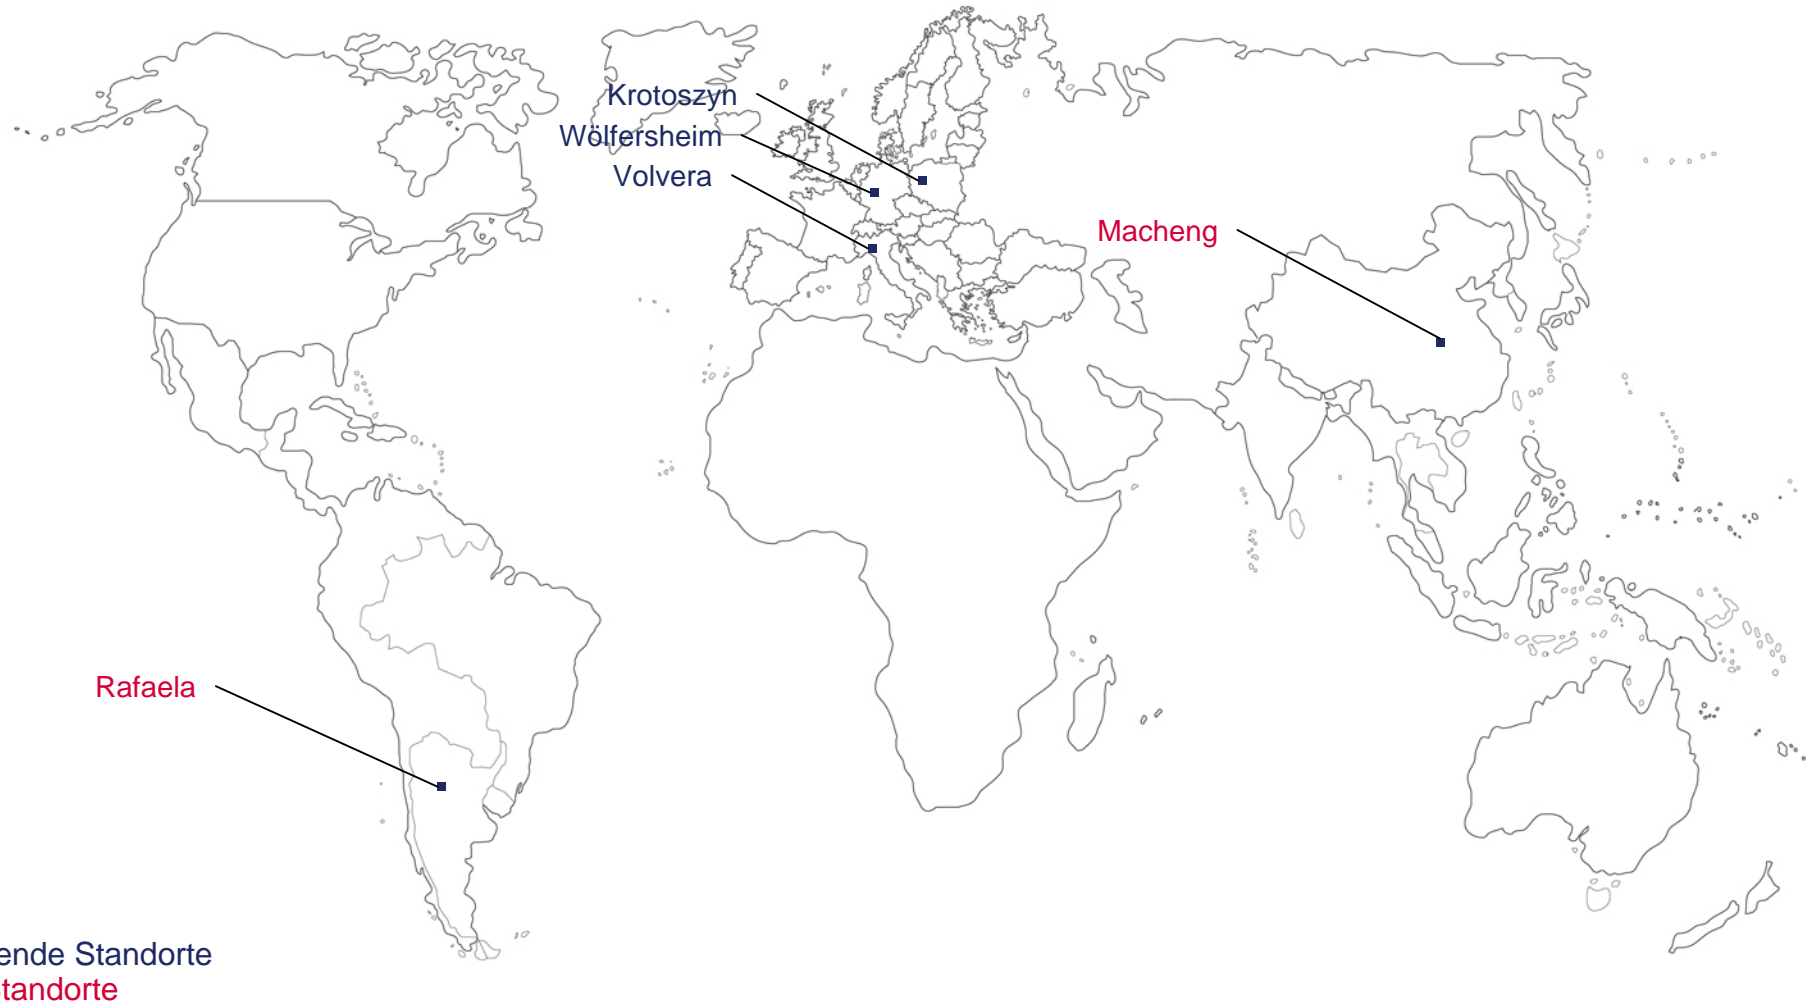 Krotoszyn
Wölfersheim
Volvera
Macheng
Rafaela
ende Standorte
tandorte